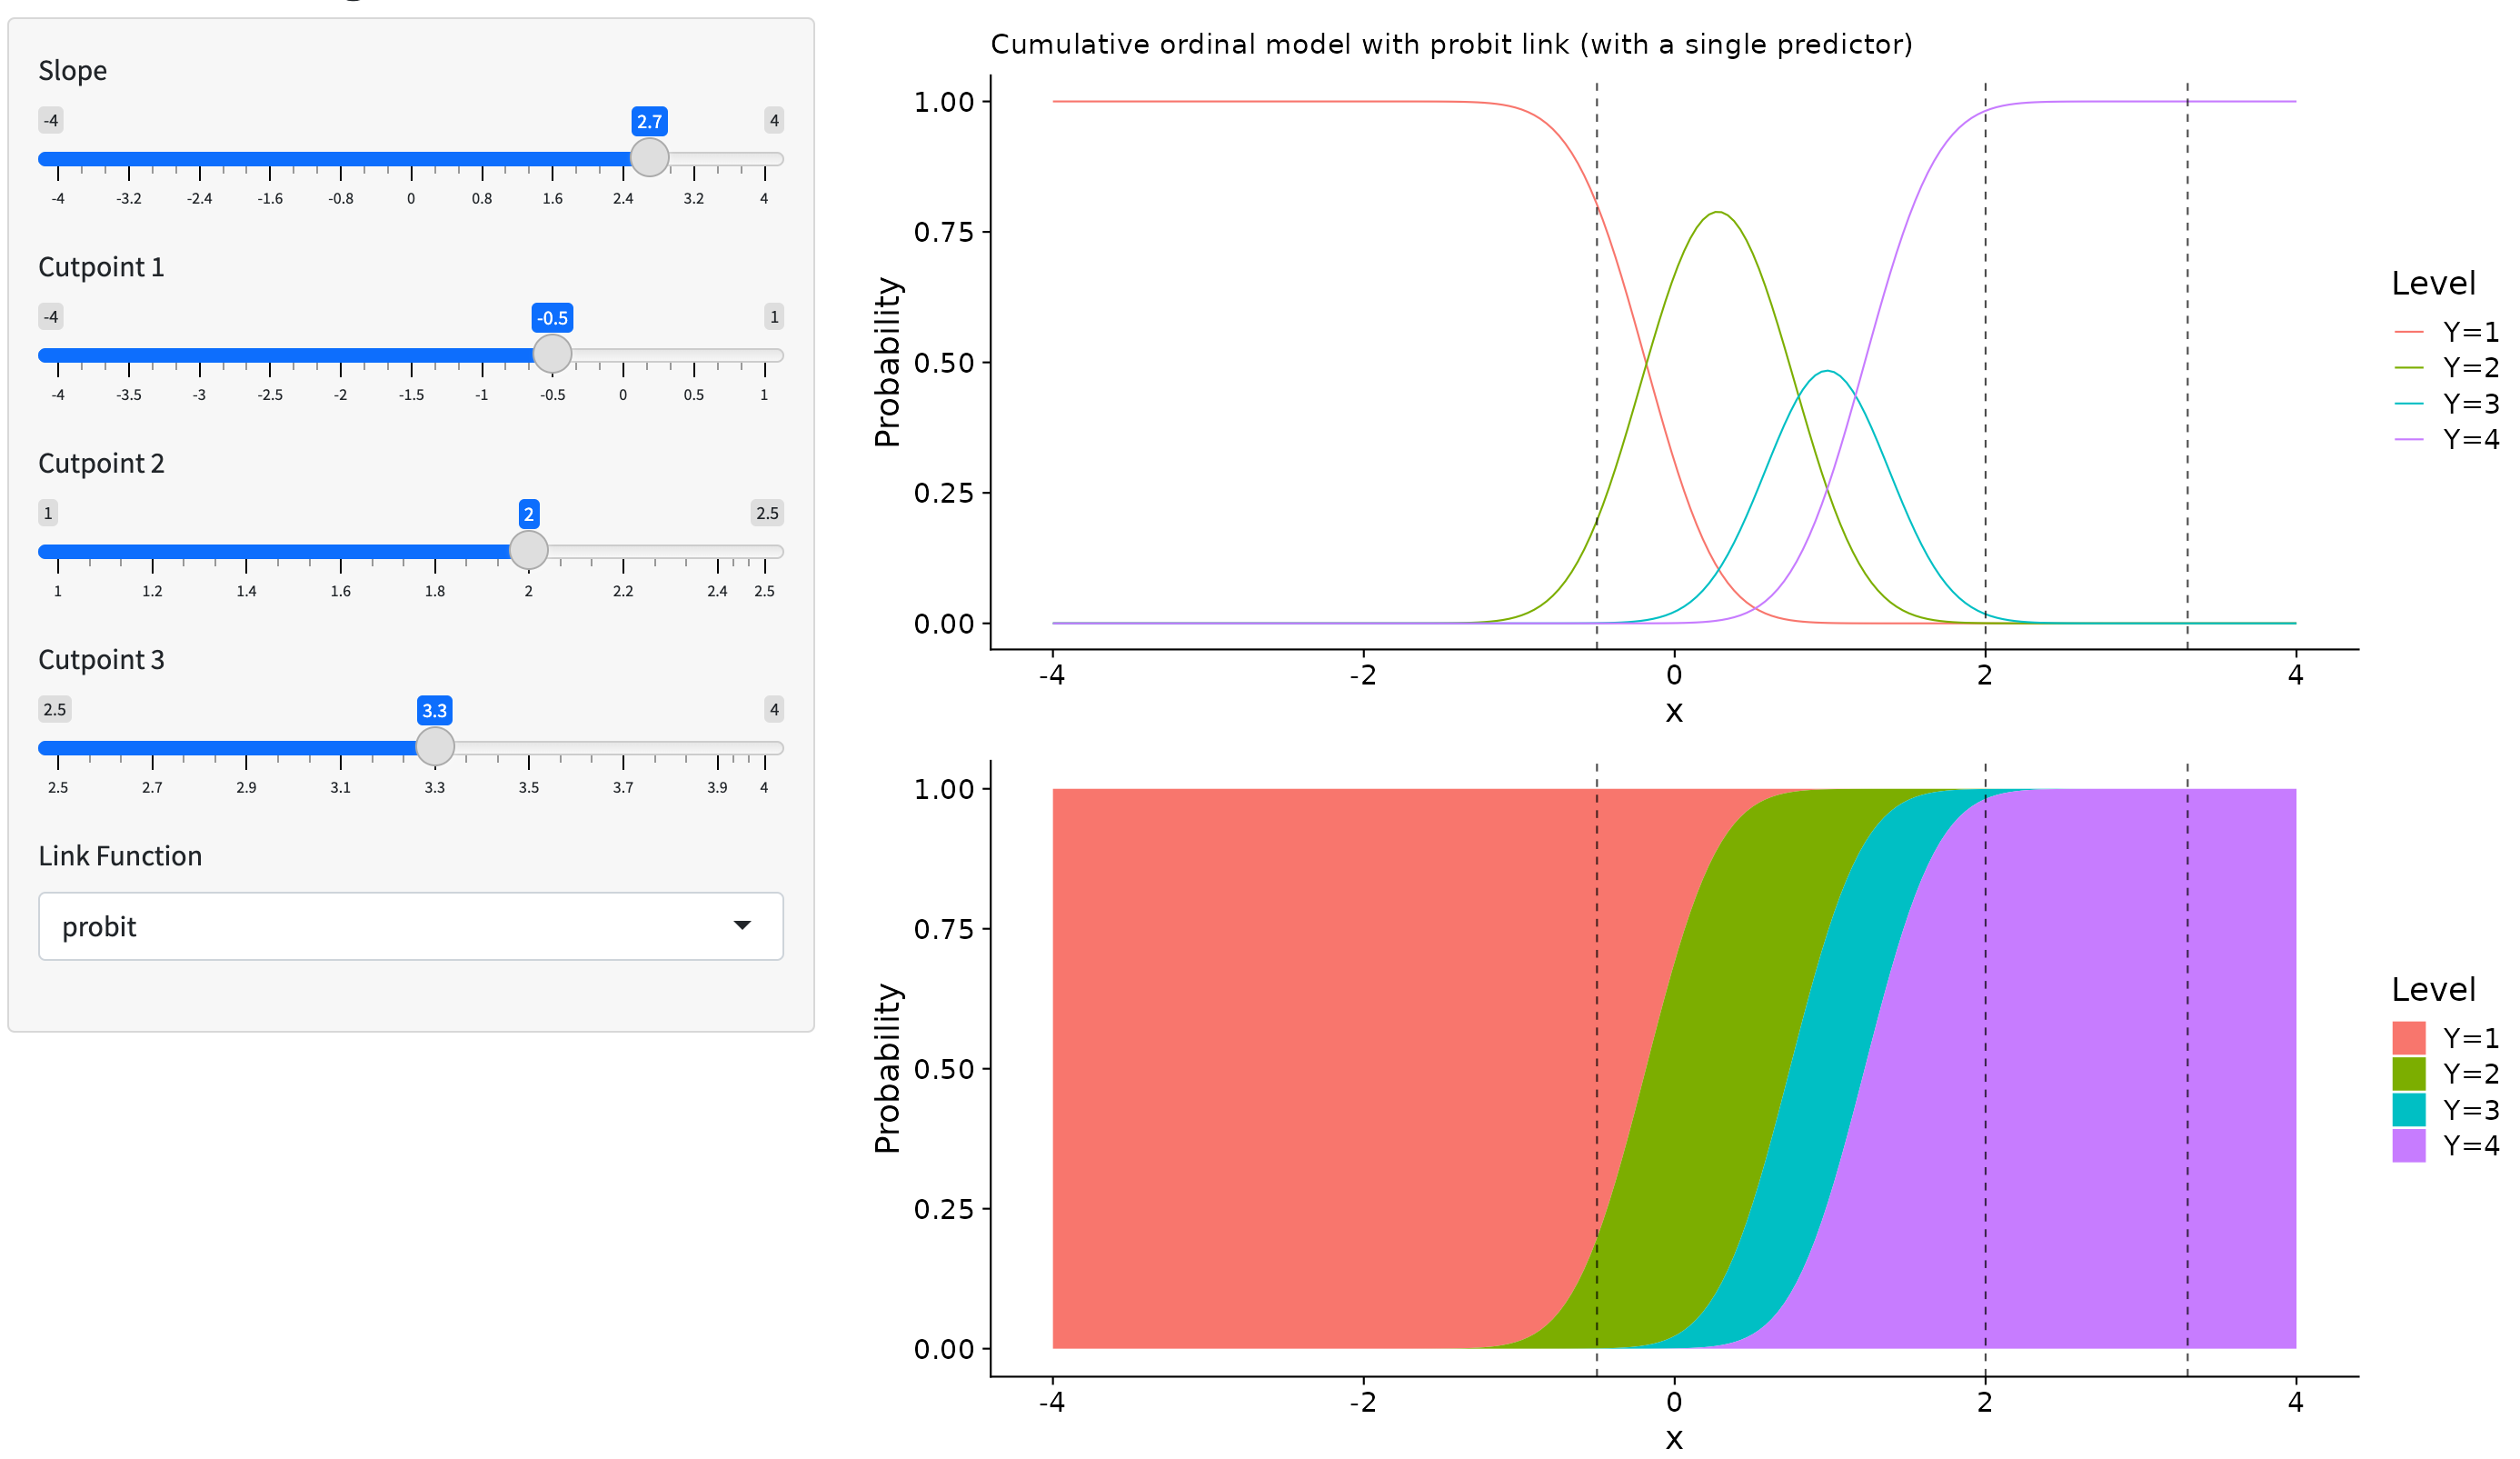 Slope
-4
4
2.7
-4 -3.2 -2.4 -1.6 -0.8 0 0.8 1.6 2.4 3.2 4
Cutpoint 1
-4
1
-0.5
-4 -3.5 -3 -2.5 -2 -1.5 -1 -0.5 0 0.5 1
Cutpoint 2
1
2.5
2
1 1.2 1.4 1.6 1.8 2 2.2 2.4 2.5
Cutpoint 3
2.5
4
3.3
2.5 2.7 2.9 3.1 3.3 3.5 3.7 3.9 4
Link Function
probit
Cumulative ordinal model with probit link (with a single predictor)
Probability
1.00
0.75
0.50
0.25
0.00
-4 -2 0 2 4
x
Level
Y=1
Y=2
Y=3
Y=4
Probability
1.00
0.75
0.50
0.25
0.00
-4 -2 0 2 4
x
Level
Y=1
Y=2
Y=3
Y=4